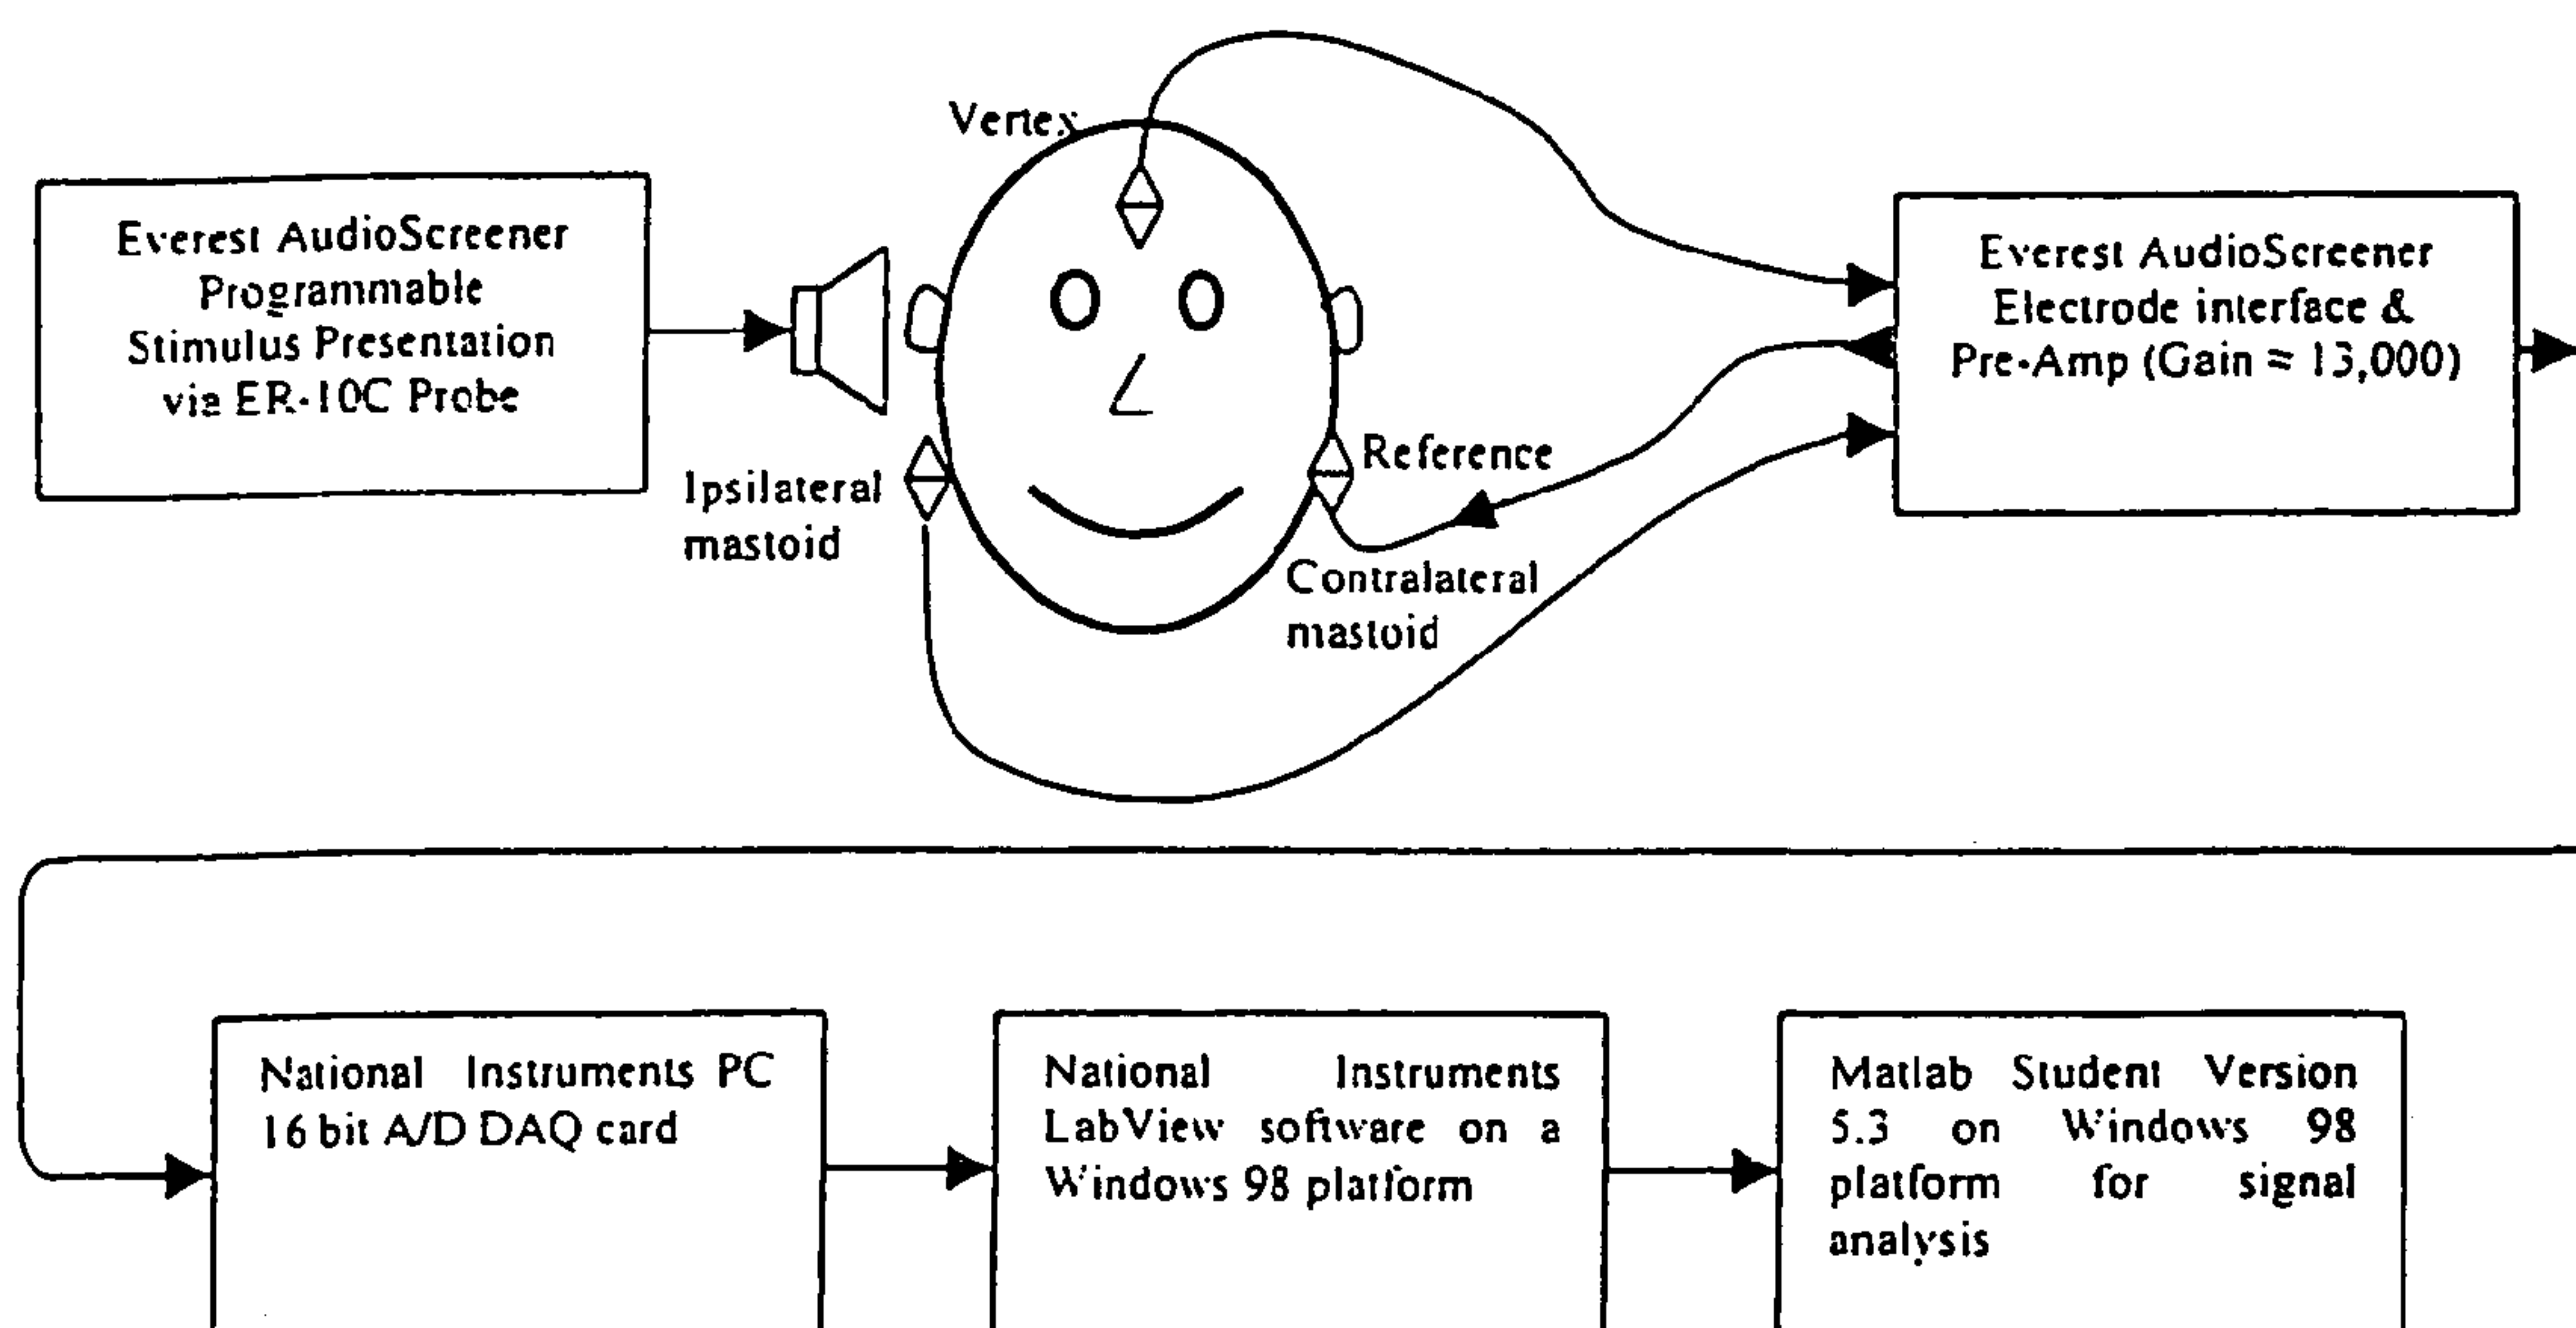 Vertex
Everest AudioScreener
Programmable
Stimulus Presentation
via ER-10C Probe
Everest AudioScreener
Electrode interface &
Pre-Amp (Gain ≈ 13,000)
Ipsilateral
mastoid
Reference
Contralateral
mastoid
National Instruments PC
16 bit A/D DAQ card
National Instruments
LabView software on a
Windows 98 platform
Matlab Student Version
5.3 on Windows 98
platform for signal
analysis